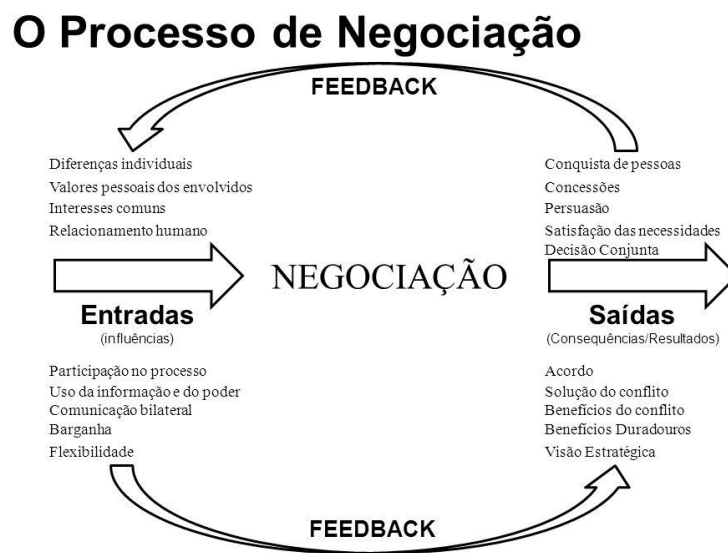 O Processo de Negociação
FEEDBACK
Diferenças individuais
Valores pessoais dos envolvidos
Interesses comuns
Relacionamento humano
Conquista de pessoas
Concessões
Persuasão
Satisfação das necessidades
Decisão Conjunta
NEGOCIAÇÃO
Entradas
(influências)
Saídas
(Consequências/Resultados)
Participação no processo
Uso da informação e do poder
Comunicação bilateral
Barganha
Flexibilidade
Acordo
Solução do conflito
Benefícios do conflito
Benefícios Duradouros
Visão Estratégica
FEEDBACK